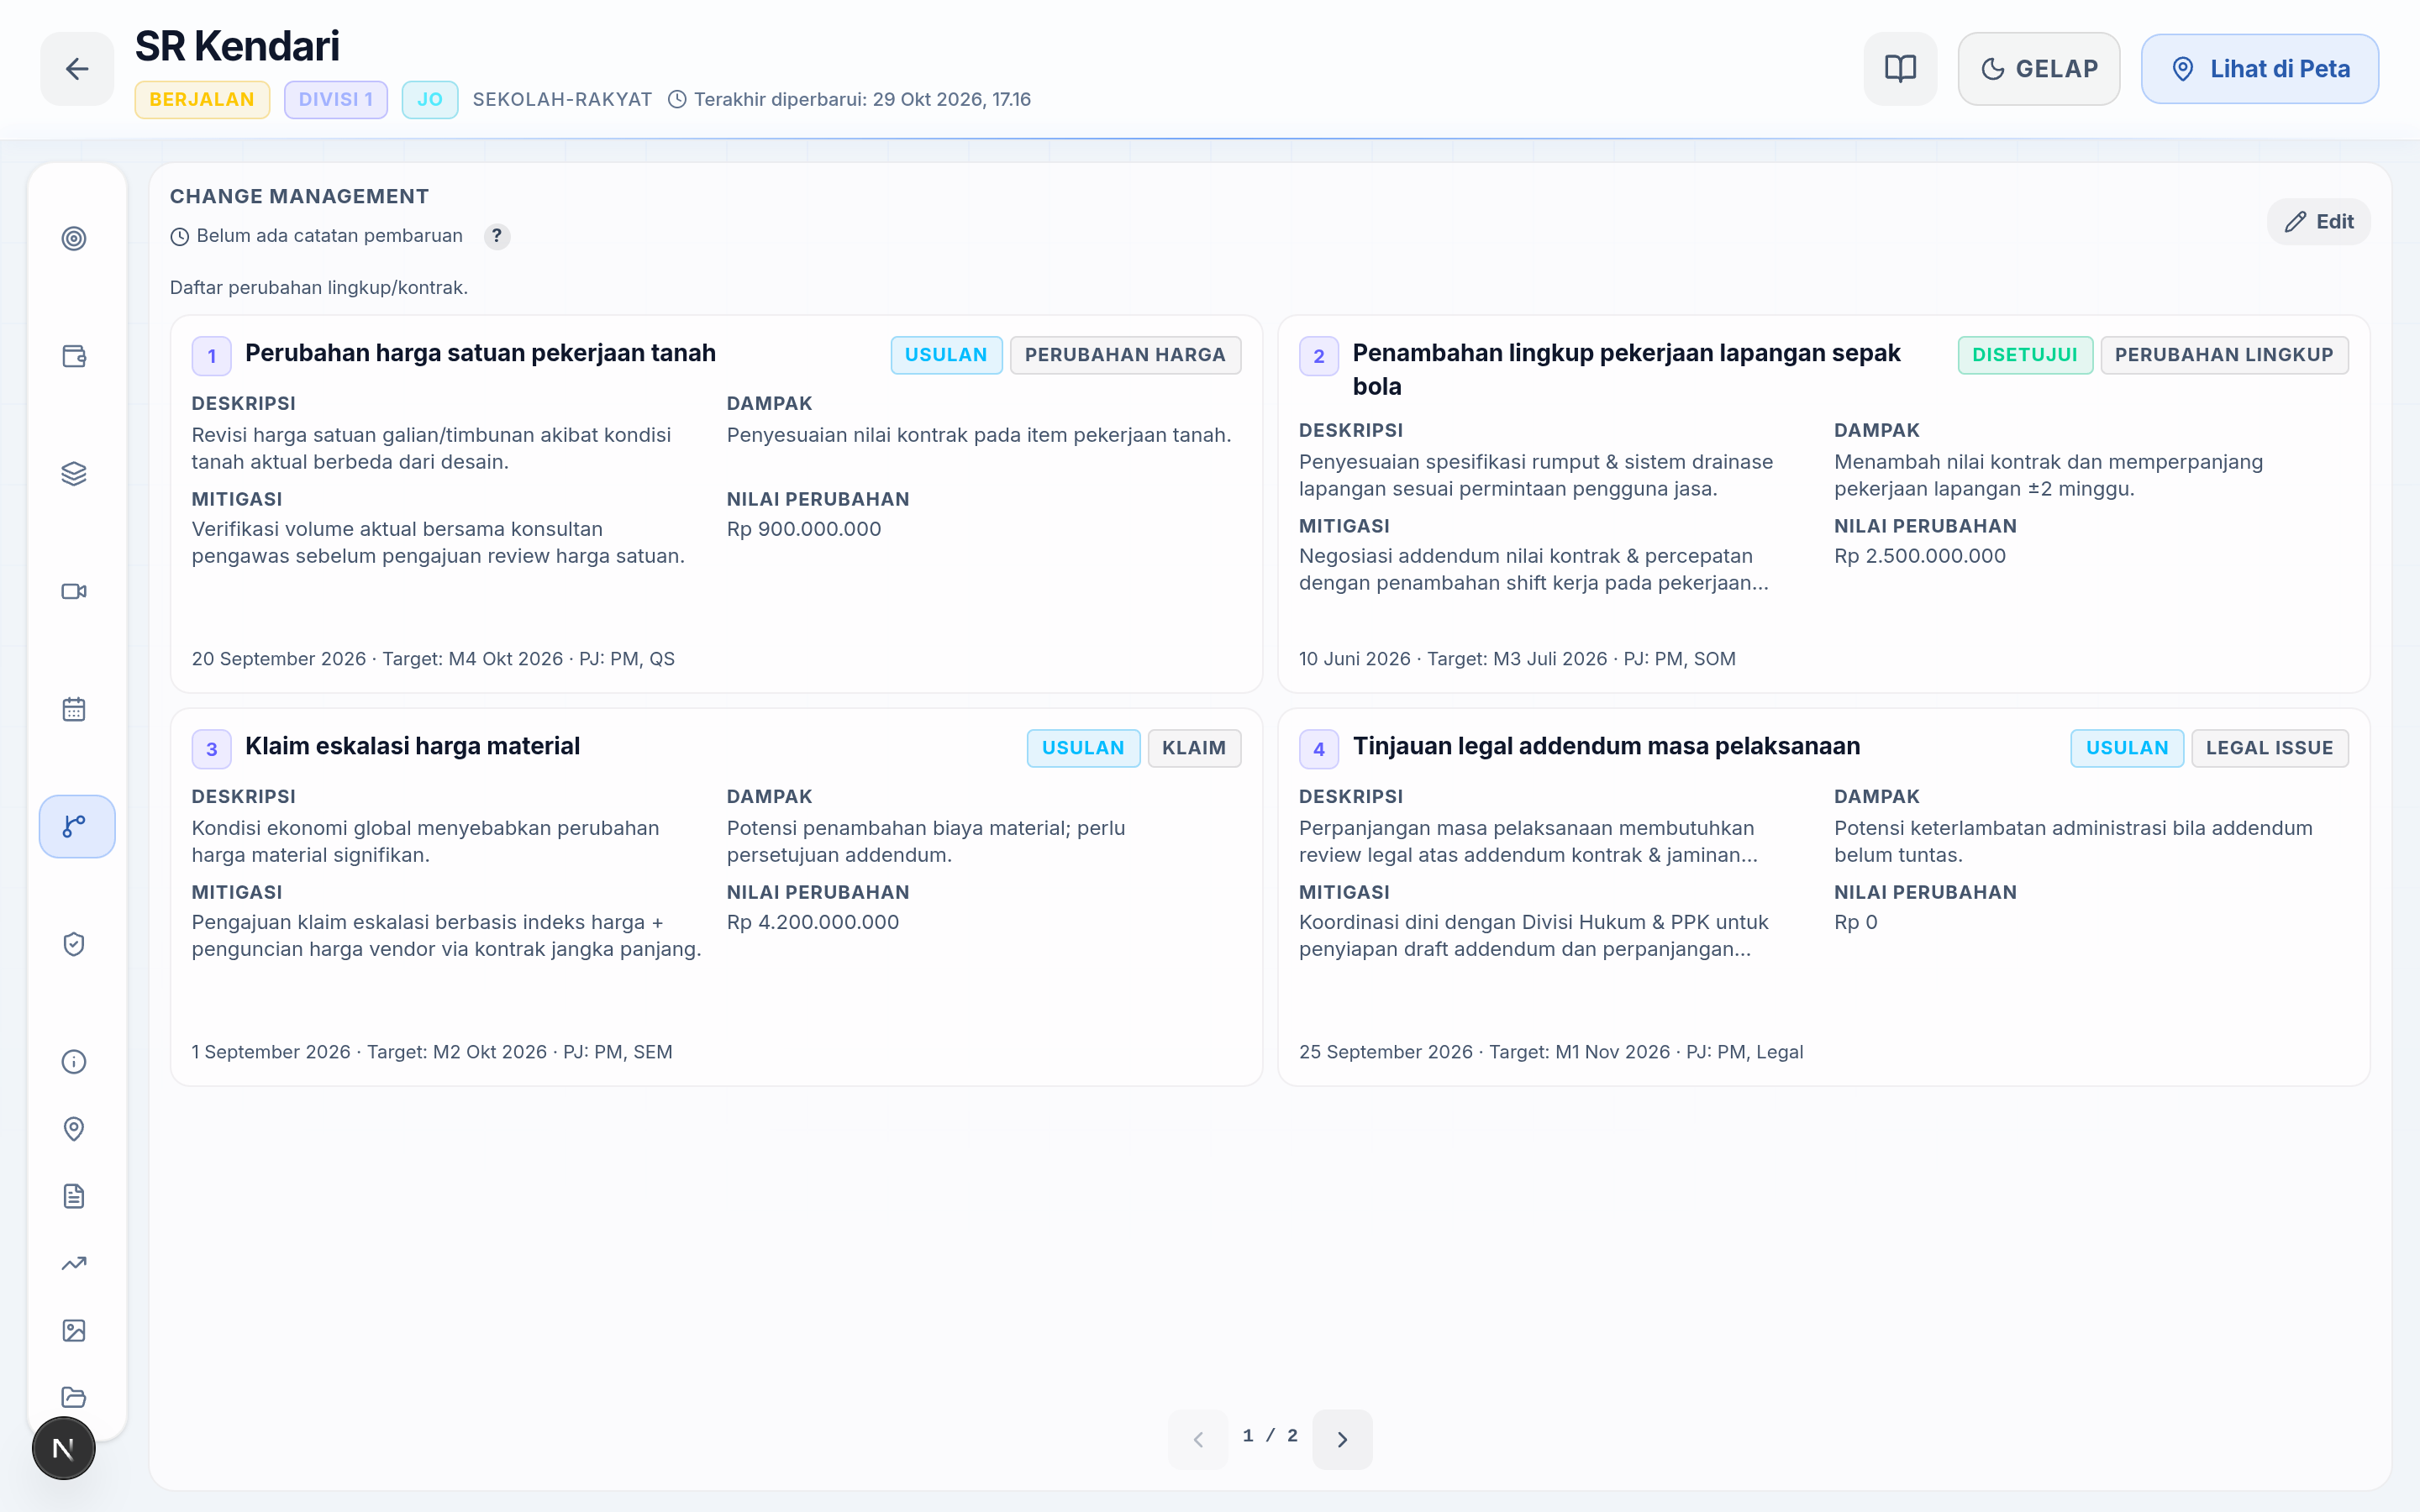 SR Kendari
BERJALAN DIVISI 1 JO SEKOLAH-RAKYAT Terakhir diperbarui: 29 Okt 2026, 17.16
GELAP
Lihat di Peta
CHANGE MANAGEMENT
Belum ada catatan pembaruan ?
Edit
Daftar perubahan lingkup/kontrak.
1 Perubahan harga satuan pekerjaan tanah USULAN PERUBAHAN HARGA
DESKRIPSI
Revisi harga satuan galian/timbunan akibat kondisi
tanah aktual berbeda dari desain.
DAMPAK
Penyesuaian nilai kontrak pada item pekerjaan tanah.
MITIGASI
Verifikasi volume aktual bersama konsultan
pengawas sebelum pengajuan review harga satuan.
NILAI PERUBAHAN
Rp 900.000.000
20 September 2026 · Target: M4 Okt 2026 · PJ: PM, QS
2 Penambahan lingkup pekerjaan lapangan sepak
bola
DISETUJUI PERUBAHAN LINGKUP
DESKRIPSI
Penyesuaian spesifikasi rumput & sistem drainase
lapangan sesuai permintaan pengguna jasa.
DAMPAK
Menambah nilai kontrak dan memperpanjang
pekerjaan lapangan ±2 minggu.
MITIGASI
Negosiasi addendum nilai kontrak & percepatan
dengan penambahan shift kerja pada pekerjaan...
NILAI PERUBAHAN
Rp 2.500.000.000
10 Juni 2026 · Target: M3 Juli 2026 · PJ: PM, SOM
3 Klaim eskalasi harga material USULAN KLAIM
DESKRIPSI
Kondisi ekonomi global menyebabkan perubahan
harga material signifikan.
DAMPAK
Potensi penambahan biaya material; perlu
persetujuan addendum.
MITIGASI
Pengajuan klaim eskalasi berbasis indeks harga +
penguncian harga vendor via kontrak jangka panjang.
NILAI PERUBAHAN
Rp 4.200.000.000
1 September 2026 · Target: M2 Okt 2026 · PJ: PM, SEM
4 Tinjauan legal addendum masa pelaksanaan USULAN LEGAL ISSUE
DESKRIPSI
Perpanjangan masa pelaksanaan membutuhkan
review legal atas addendum kontrak & jaminan...
DAMPAK
Potensi keterlambatan administrasi bila addendum
belum tuntas.
MITIGASI
Koordinasi dini dengan Divisi Hukum & PPK untuk
penyiapan draft addendum dan perpanjangan...
NILAI PERUBAHAN
Rp 0
25 September 2026 · Target: M1 Nov 2026 · PJ: PM, Legal
1 / 2
N